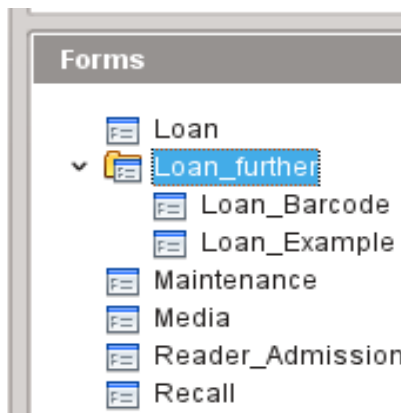 Forms
Loan
Loan_further
Loan_Barcode
Loan_Example
Maintenance
Media
Reader_Admission
Recall